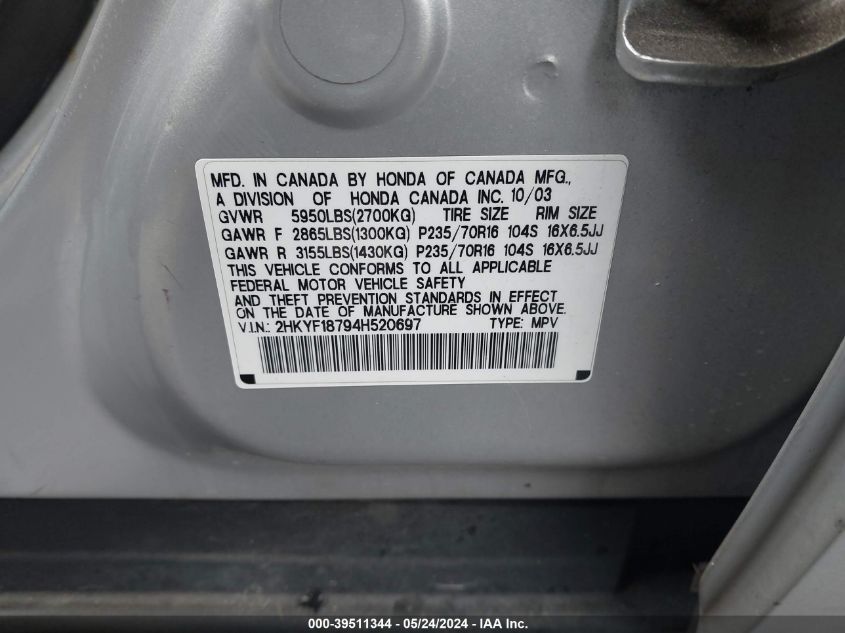 MFD. IN CANADA BY HONDA OF CANADA MFG.,
A DIVISION OF HONDA CANADA INC. 10/03
GVWR 5950LBS(2700KG) TIRE SIZE RIM SIZE
GAWR F 2865LBS(1300KG) P235/70R16 104S 16X6.5JJ
GAWR R 3155LBS(1430KG) P235/70R16 104S 16X6.5JJ
THIS VEHICLE CONFORMS TO ALL APPLICABLE
FEDERAL MOTOR VEHICLE SAFETY
AND THEFT PREVENTION STANDARDS IN EFFECT
ON THE DATE OF MANUFACTURE SHOWN ABOVE.
V.I.N.: 2HKYF18794H520697 TYPE: MPV
000-39511344 - 05/24/2024 - IAA Inc.